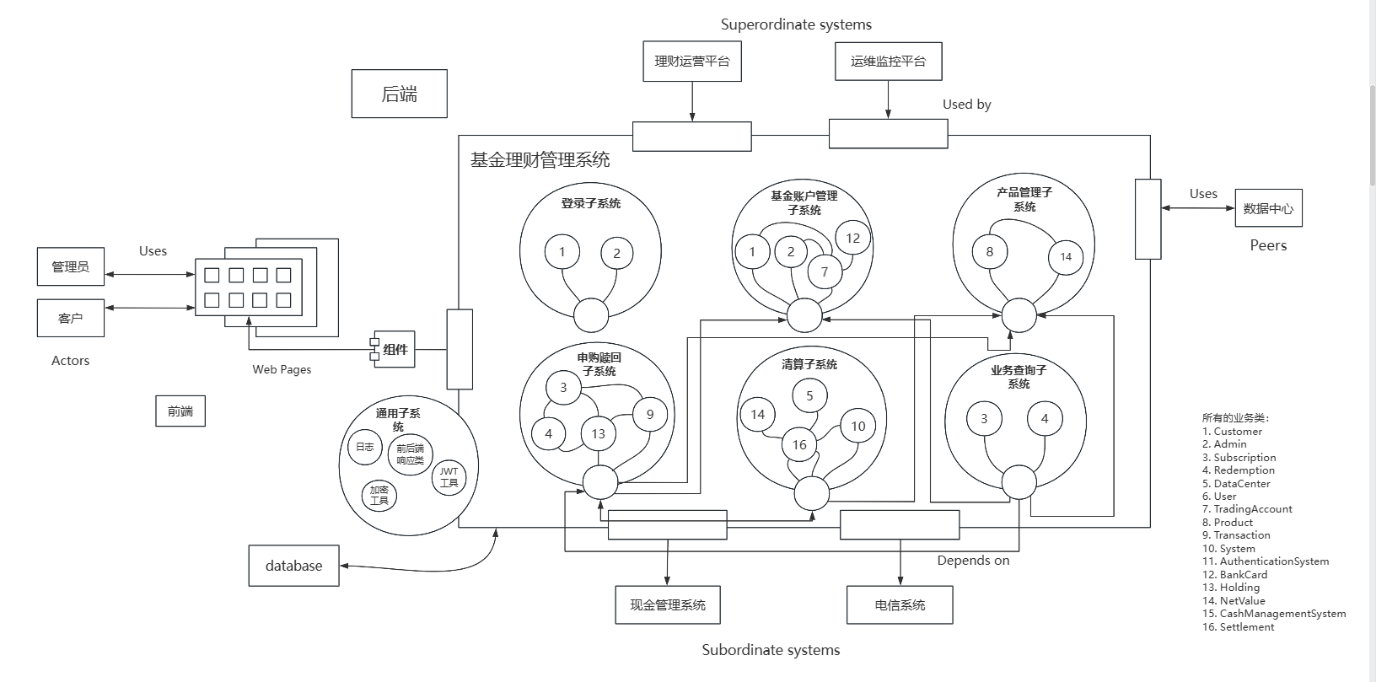 Superordinate systems
理财运营平台
运维监控平台
后端
Used by
基金理财管理系统
登录子系统
1
2
基金账户管理
子系统
1
2
7
12
产品管理子
系统
8
14
Uses
数据中心
Peers
Uses
管理员
客户
Actors
Web Pages
组件
前端
通用子系
统
日志
前后端
响应类
JWT
工具
加密
工具
申购赎回
子系统
3
9
4
13
清算子系统
5
14
10
16
业务查询子
系统
3
4
database
Depends on
现金管理系统
电信系统
Subordinate systems
所有的业务类:
1. Customer
2. Admin
3. Subscription
4. Redemption
5. DataCenter
6. User
7. TradingAccount
8. Product
9. Transaction
10. System
11. AuthenticationSystem
12. BankCard
13. Holding
14. NetValue
15. CashManagementSystem
16. Settlement